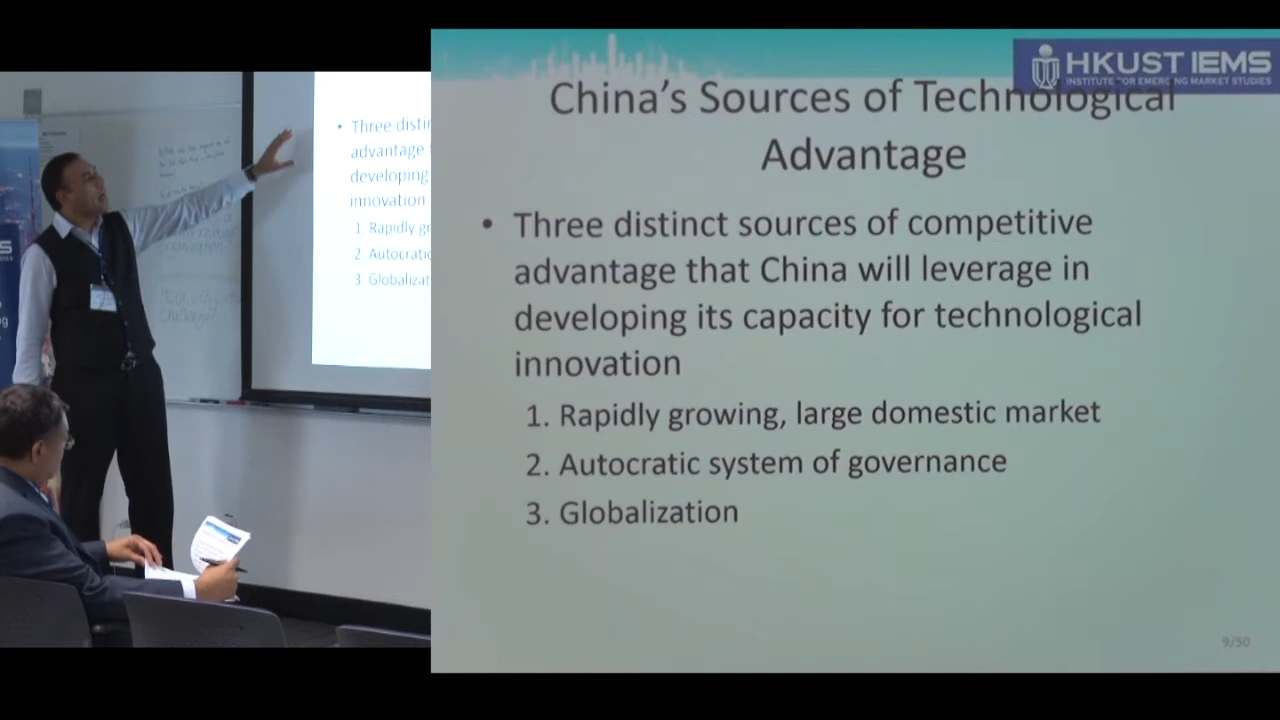 HKUST IEMS
INSTITUTE FOR EMERGING MARKET STUDIES
China's Sources of Technological
Advantage
• Three distinct sources of competitive
advantage that China will leverage in
developing its capacity for technological
innovation
1. Rapidly growing, large domestic market
2. Autocratic system of governance
3. Globalization
9/50
• Three disti
advantage
developing
innovation
1. Rapidly gr
2. Autocratic
3 Globalizat